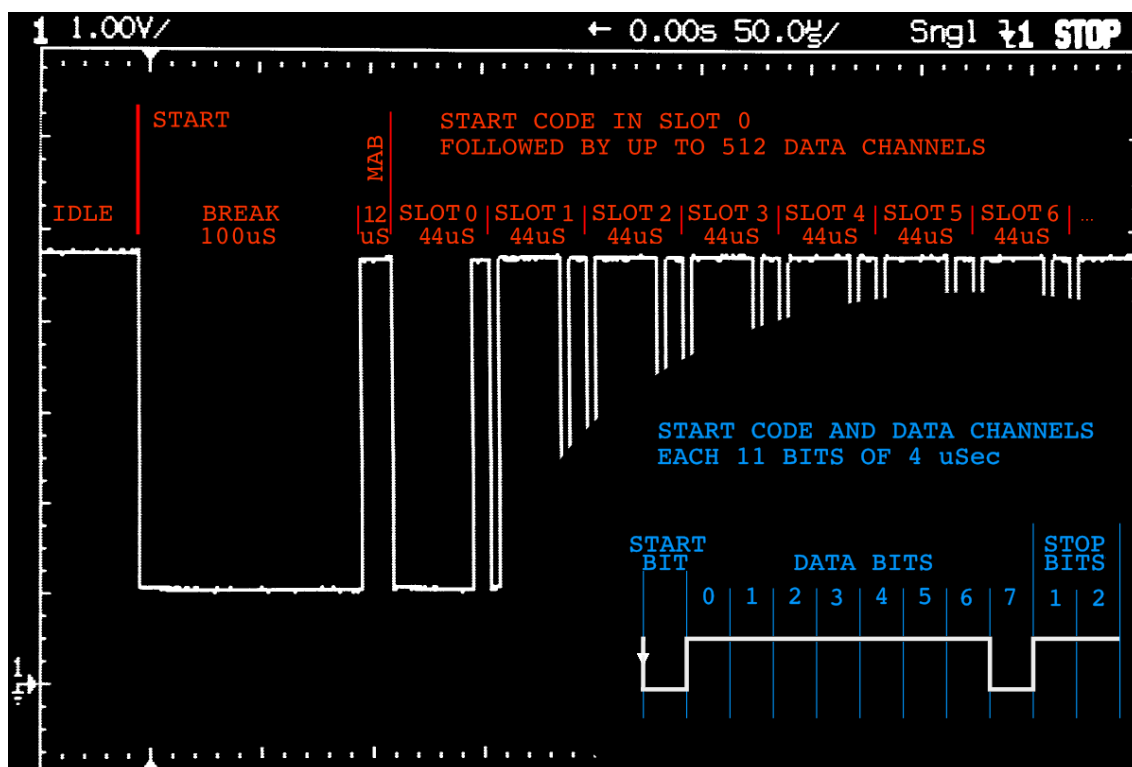 1 1.00V/ ← 0.00s 50.0µs/ Sngl 1 STOP
START
START CODE IN SLOT 0
FOLLOWED BY UP TO 512 DATA CHANNELS
MAB
IDLE BREAK 12 SLOT 0 SLOT 1 SLOT 2 SLOT 3 SLOT 4 SLOT 5 SLOT 6 ...
100uS uS 44uS 44uS 44uS 44uS 44uS 44uS 44uS
START CODE AND DATA CHANNELS
EACH 11 BITS OF 4 uSec
START STOP
BIT DATA BITS BITS
0 1 2 3 4 5 6 7 1 2
1